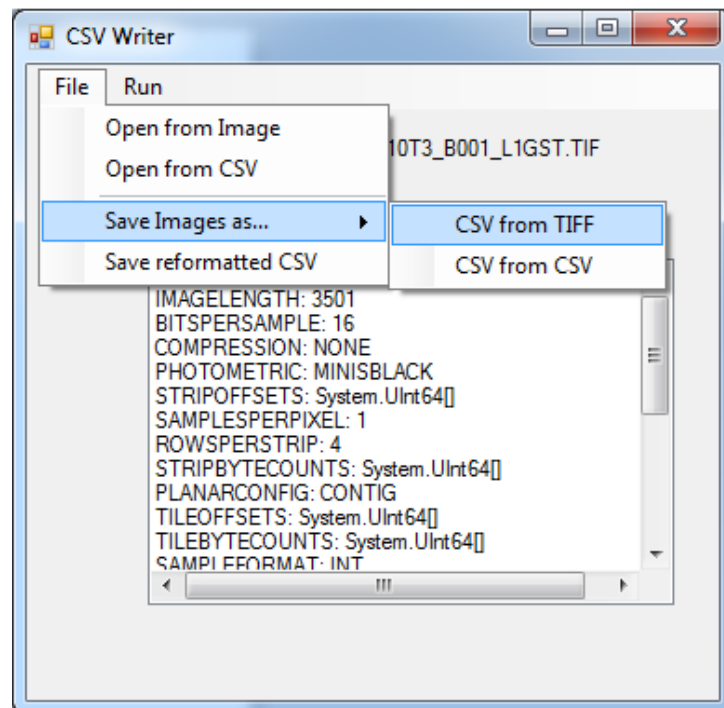 CSV Writer
File Run
Open from Image
10T3_B001_L1GST.TIF
Open from CSV
Save Images as...
CSV from TIFF
Save reformatted CSV
CSV from CSV
IMAGELENGTH: 3501
BITSPERSAMPLE: 16
COMPRESSION: NONE
PHOTOMETRIC: MINISBLACK
STRIPOFFSETS: System.UInt64[]
SAMPLESPERPIXEL: 1
ROWSPERSTRIP: 4
STRIPBYTECOUNTS: System.UInt64[]
PLANARCONFIG: CONTIG
TILEOFFSETS: System.UInt64[]
TILEBYTECOUNTS: System.UInt64[]
SAMPLEFORMAT: INT